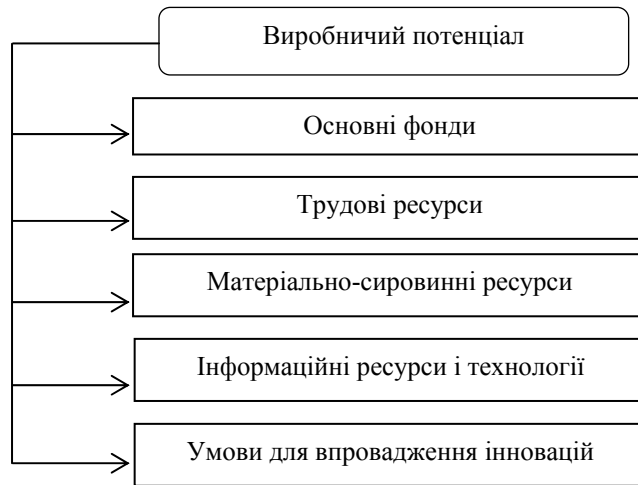 Виробничий потенціал
Основні фонди
Трудові ресурси
Матеріально-сировинні ресурси
Інформаційні ресурси і технології
Умови для впровадження інновацій